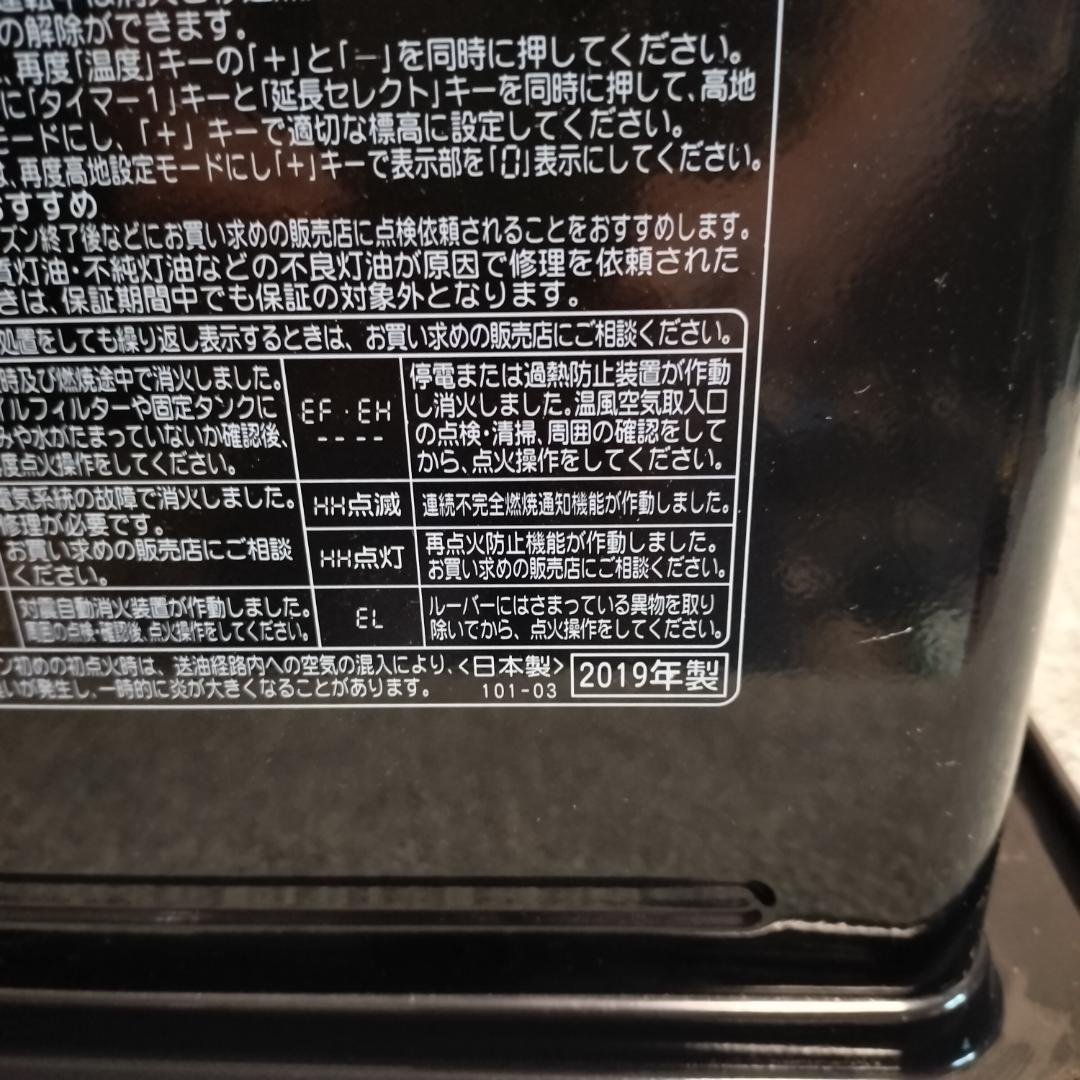 の解除ができます。
、再度「温度」キーの「+」と「−」を同時に押してください。
に「タイマー1」キーと「延長セレクト」キーを同時に押して、高地
モードにし、「+」キーで適切な標高に設定してください。
は、再度高地設定モードにし「+」キーで表示部を「0」表示にしてください。
おすすめ
ズン終了後などにお買い求めの販売店に点検依頼されることをおすすめします。
質灯油・不純灯油などの不良灯油が原因で修理を依頼された
きは、保証期間中でも保証の対象外となります。
処置をしても繰り返し表示するときは、お買い求めの販売店にご相談ください。
時及び燃焼途中で消火しました。
イルフィルターや固定タンクに
みや水がたまっていないか確認後、
度点火操作をしてください。
EF・EH
----
停電または過熱防止装置が作動
し消火しました。温風空気取入口
の点検・清掃、周囲の確認をして
から、点火操作をしてください。
電気系統の故障で消火しました。
修理が必要です。
お買い求めの販売店にご相談
ください。
HH点滅
連続不完全燃焼通知機能が作動しました。
HH点灯
再点火防止機能が作動しました。
お買い求めの販売店にご相談ください。
対震自動消火装置が作動しました。
周囲の点検・確認後、点火操作をしてください。
EL
ルーバーにはさまっている異物を取り
除いてから、点火操作をしてください。
ン初めの初点火時は、送油経路内への空気の混入により、
いが発生し、一時的に炎が大きくなることがあります。
<日本製>
101-03
2019年製